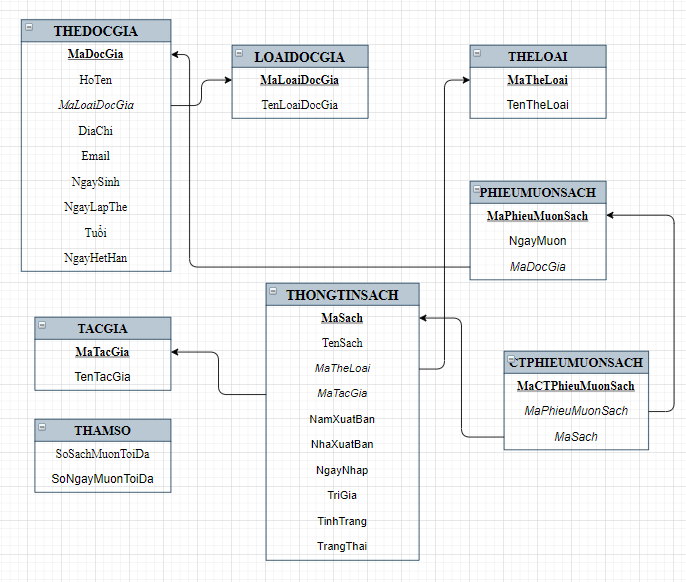 THEDOCGIA
MaDocGia
HoTen
MaLoaiDocGia
DiaChi
Email
NgaySinh
NgayLapThe
Tuổi
NgayHetHan
LOAIDOCGIA
MaLoaiDocGia
TenLoaiDocGia
THELOAI
MaTheLoai
TenTheLoai
PHIEUMUONSACH
MaPhieuMuonSach
NgayMuon
MaDocGia
THONGTINSACH
MaSach
TenSach
MaTheLoai
MaTacGia
NamXuatBan
NhaXuatBan
NgayNhap
TriGia
TinhTrang
TrangThai
TACGIA
MaTacGia
TenTacGia
CTPHIEUMUONSACH
MaCTPhieuMuonSach
MaPhieuMuonSach
MaSach
THAMSO
SoSachMuonToiDa
SoNgayMuonToiDa